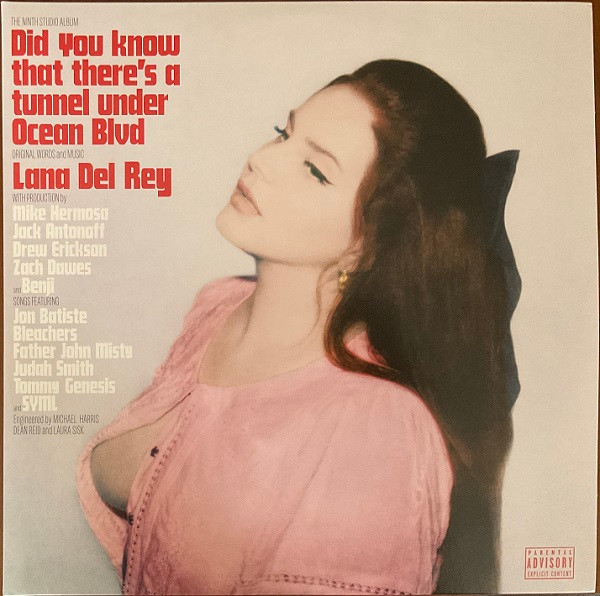 THE NINTH STUDIO ALBUM
Did you know
that there's a
tunnel under
Ocean Blvd
ORIGINAL WORDS and MUSIC
Lana Del Rey
WITH PRODUCTION by
Mike Hermosa
Jack Antonoff
Drew Erickson
Zach Dawes
and Benji
SONGS FEATURING
Jon Batiste
Bleachers
Father John Misty
Judah Smith
Tommy Genesis
and SYML
Engineered by MICHAEL HARRIS
DEAN REID and LAURA SISK
PARENTAL
ADVISORY
EXPLICIT CONTENT